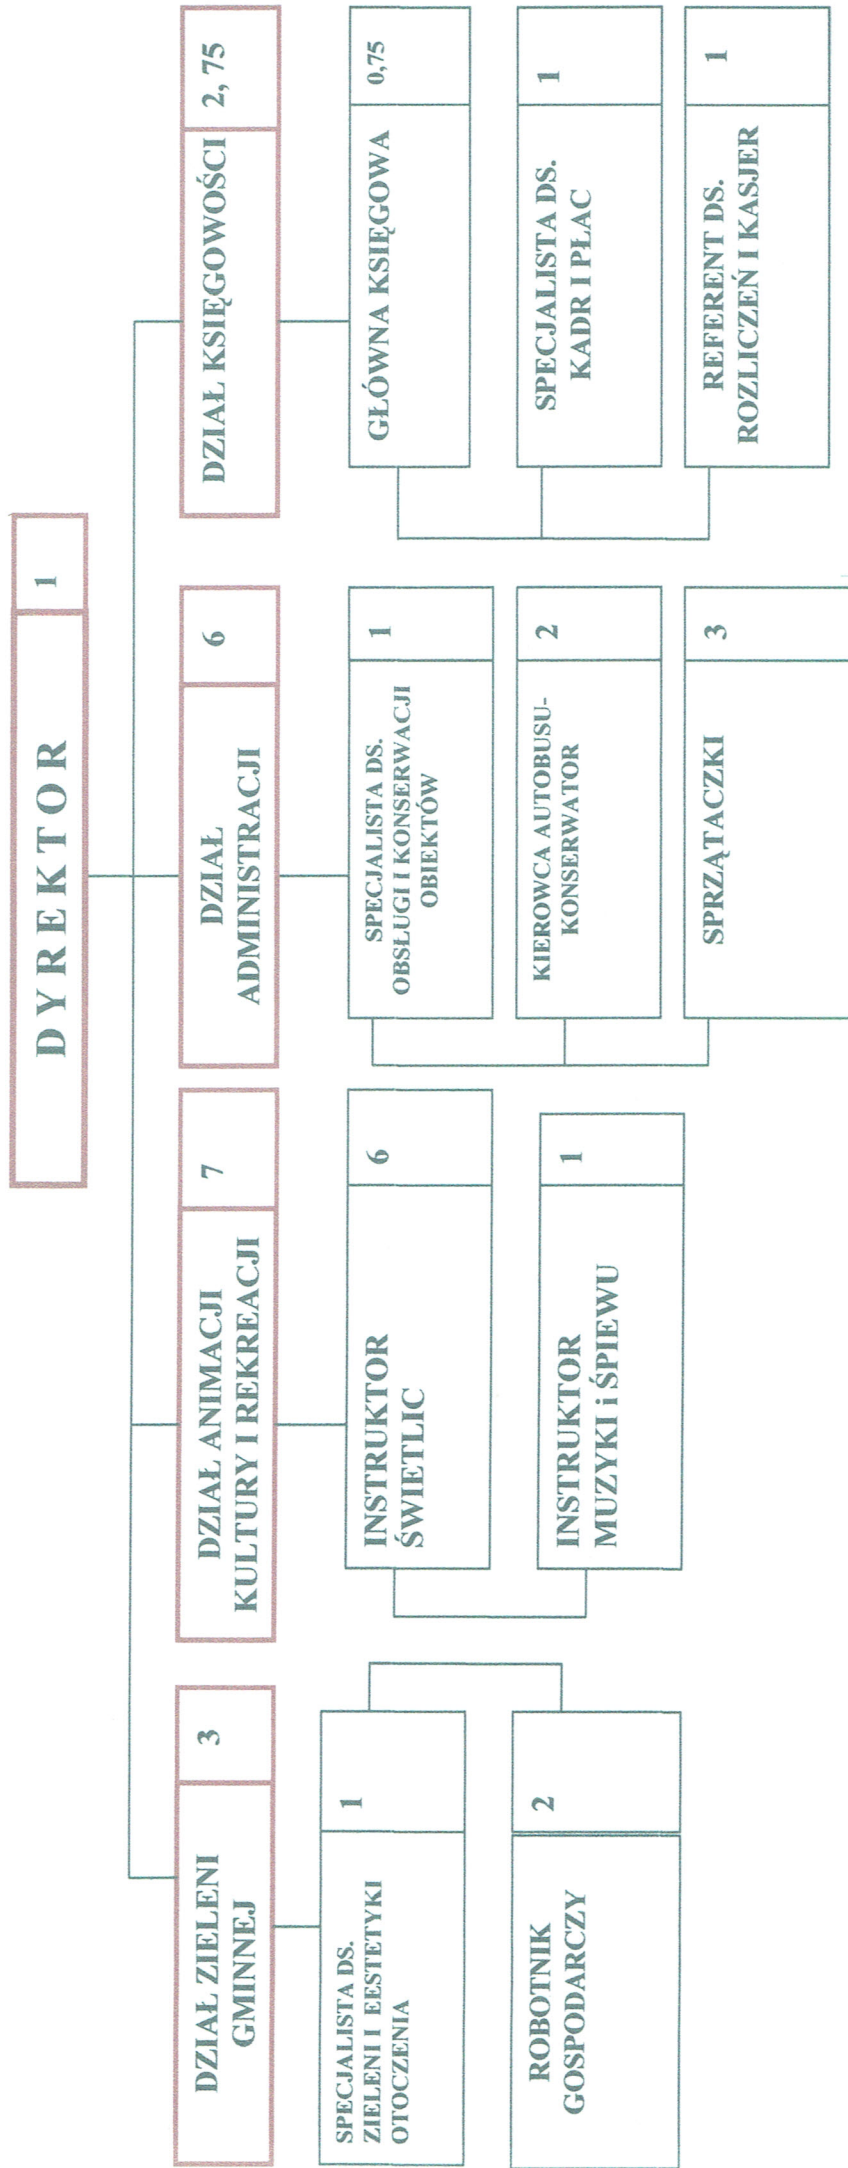 DYREKTOR
1
DZIAŁ ZIELENI
GMINNEJ
3
SPECJALISTA DS.
ZIELENI I EESTETYKI
OTOCZENIA
1
ROBOTNIK
GOSPODARCZY
2
DZIAŁ ANIMACJI
KULTURY I REKREACJI
7
INSTRUKTOR
ŚWIETLIC
6
INSTRUKTOR
MUZYKI i ŚPIEWU
1
DZIAŁ
ADMINISTRACJI
6
SPECJALISTA DS.
OBSŁUGI I KONSERWACJI
OBIEKTÓW
1
KIEROWCA AUTOBUSU-
KONSERWATOR
2
SPRZĄTACZKI
3
DZIAŁ KSIĘGOWOŚCI
2, 75
GŁÓWNA KSIĘGOWA
0,75
SPECJALISTA DS.
KADR I PŁAC
1
REFERENT DS.
ROZLICZEŃ I KASJER
1